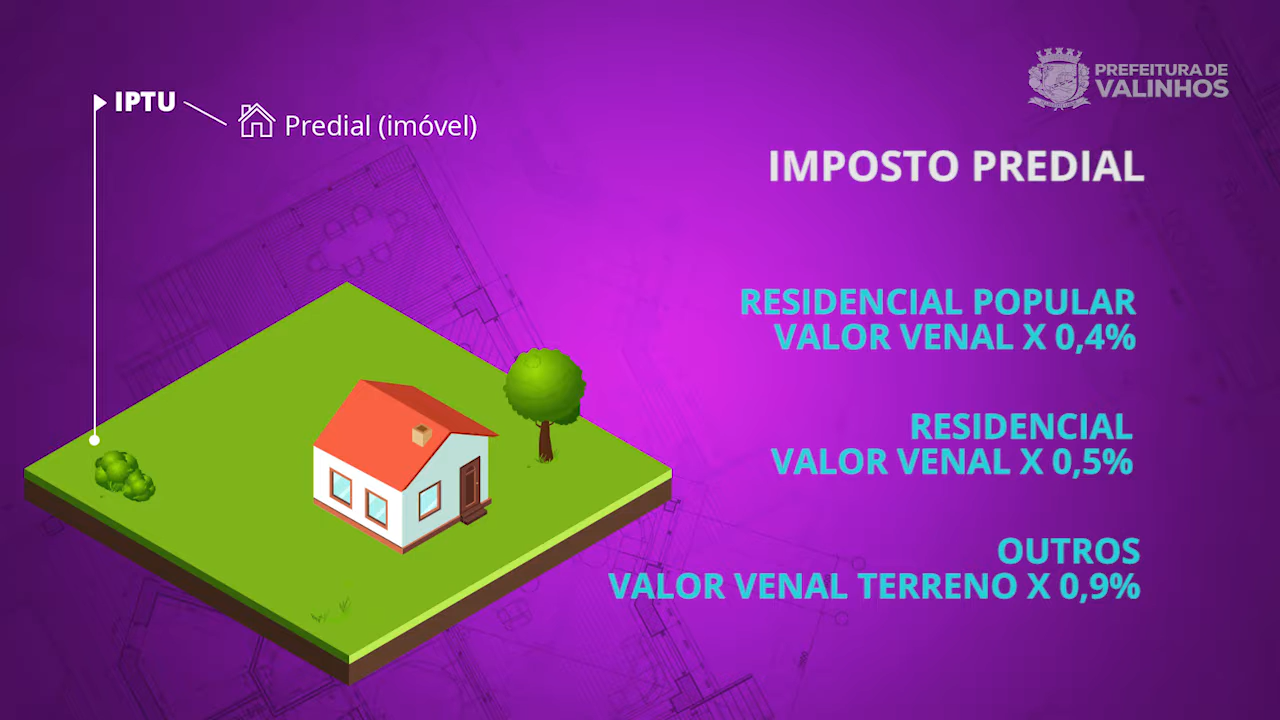 PREFEITURA DE
VALINHOS
IPTU
Predial (imóvel)
IMPOSTO PREDIAL
RESIDENCIAL POPULAR
VALOR VENAL X 0,4%
RESIDENCIAL
VALOR VENAL X 0,5%
OUTROS
VALOR VENAL TERRENO X 0,9%